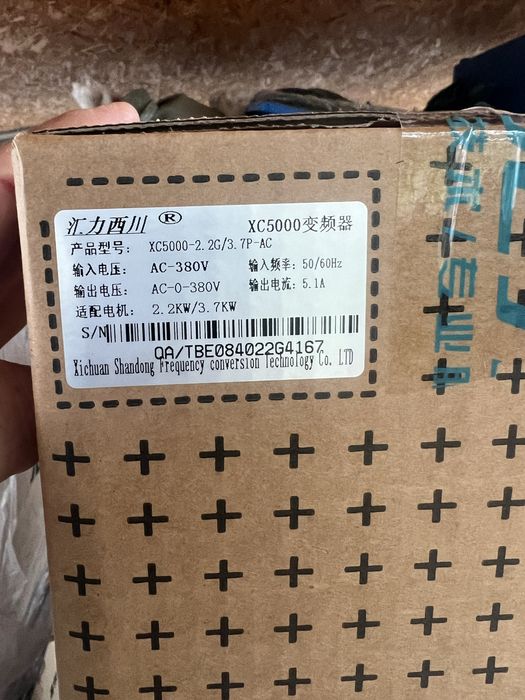 汇力西川 ® XC5000变频器
产品型号: XC5000-2.2G/3.7P-AC
输入电压: AC-380V 输入频率: 50/60Hz
输出电压: AC-0-380V 输出电流: 5.1A
适配电机: 2.2KW/3.7KW
S/N
QA/TBE084022G4167
Xichuan Shandong Frequency conversion Technology Co. LTD
专业